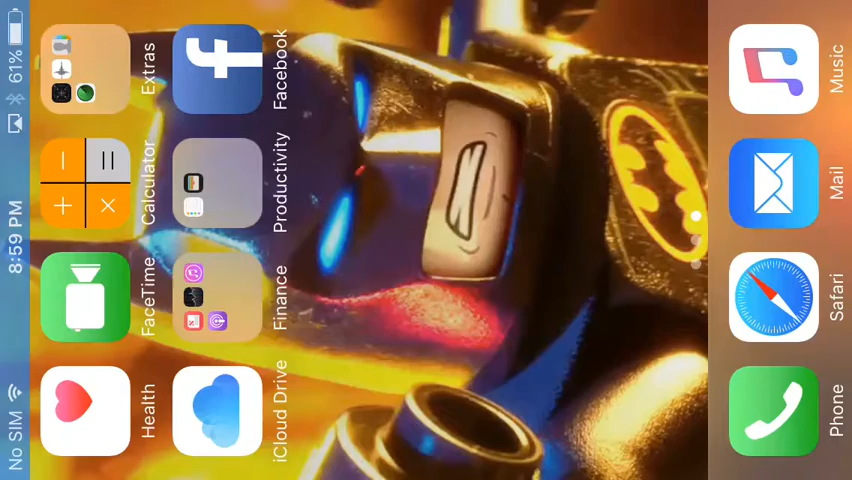 No SIM 8:59 PM 61%
Health FaceTime Calculator Extras
iCloud Drive Finance Productivity Facebook
Phone Safari Mail Music